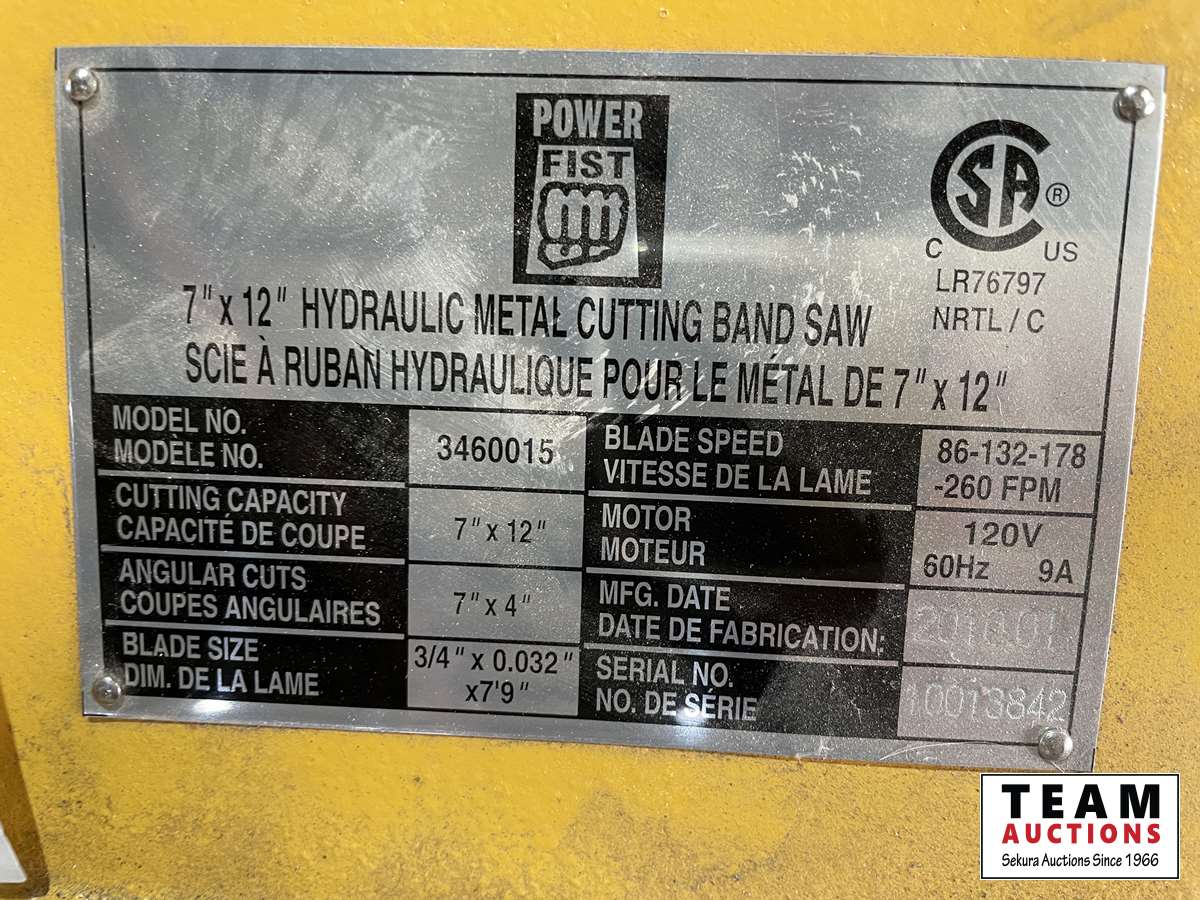 POWER
FIST
CSA ®
C US
LR76797
NRTL / C
7" x 12" HYDRAULIC METAL CUTTING BAND SAW
SCIE À RUBAN HYDRAULIQUE POUR LE MÉTAL DE 7" x 12"
MODEL NO.
MODÈLE NO.
3460015
CUTTING CAPACITY
CAPACITÉ DE COUPE
7" x 12"
ANGULAR CUTS
COUPES ANGULAIRES
7" x 4"
BLADE SIZE
DIM. DE LA LAME
3/4" x 0.032"
x7'9"
BLADE SPEED
VITESSE DE LA LAME
86-132-178
-260 FPM
MOTOR
MOTEUR
120V
60Hz 9A
MFG. DATE
DATE DE FABRICATION:
SERIAL NO.
NO. DE SÉRIE
10013842
TEAM
AUCTIONS
Sekura Auctions Since 1966